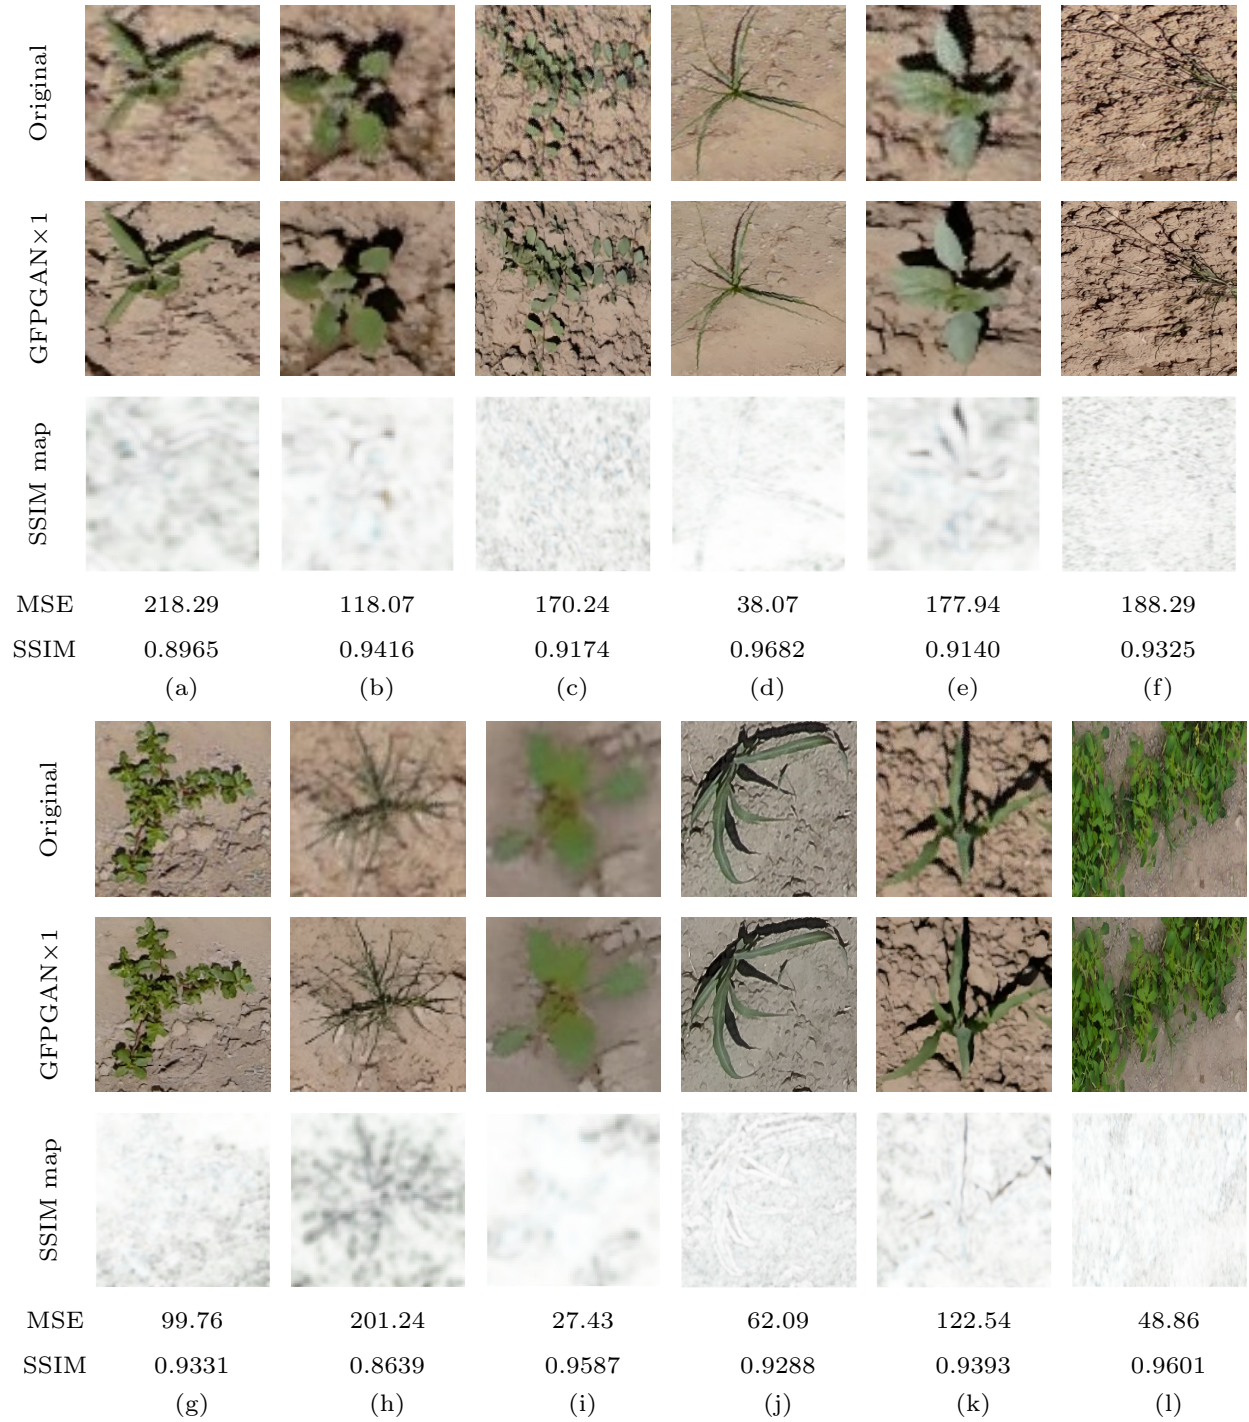 Original
GFPGAN×1
SSIM map
MSE 218.29 118.07 170.24 38.07 177.94 188.29
SSIM 0.8965 0.9416 0.9174 0.9682 0.9140 0.9325
(a) (b) (c) (d) (e) (f)
Original
GFPGAN×1
SSIM map
MSE 99.76 201.24 27.43 62.09 122.54 48.86
SSIM 0.9331 0.8639 0.9587 0.9288 0.9393 0.9601
(g) (h) (i) (j) (k) (l)